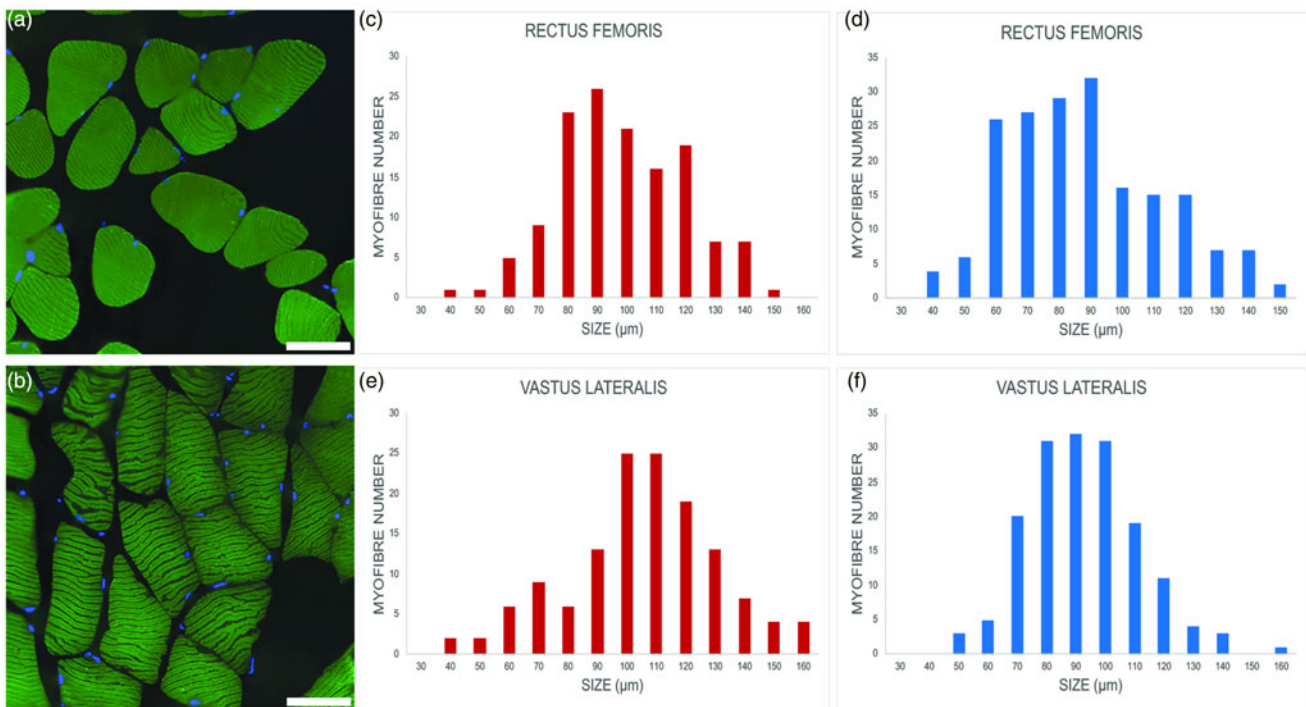 (a)
(b)
(c)
RECTUS FEMORIS
MYOFIBRE NUMBER
30
25
20
15
10
5
0
30 40 50 60 70 80 90 100 110 120 130 140 150 160
SIZE (µm)
(d)
RECTUS FEMORIS
MYOFIBRE NUMBER
35
30
25
20
15
10
5
0
30 40 50 60 70 80 90 100 110 120 130 140 150
SIZE (µm)
(e)
VASTUS LATERALIS
MYOFIBRE NUMBER
30
25
20
15
10
5
0
30 40 50 60 70 80 90 100 110 120 130 140 150 160
SIZE (µm)
(f)
VASTUS LATERALIS
MYOFIBRE NUMBER
35
30
25
20
15
10
5
0
30 40 50 60 70 80 90 100 110 120 130 140 150 160
SIZE (µm)